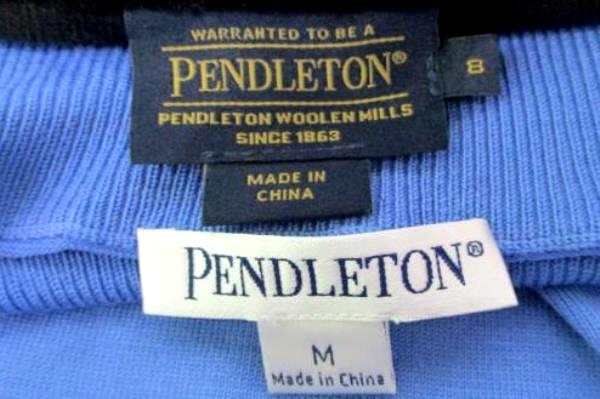 WARRANTED TO BE A
PENDLETON®
PENDLETON WOOLEN MILLS
SINCE 1863
8
MADE IN
CHINA
PENDLETON®
M
Made in China